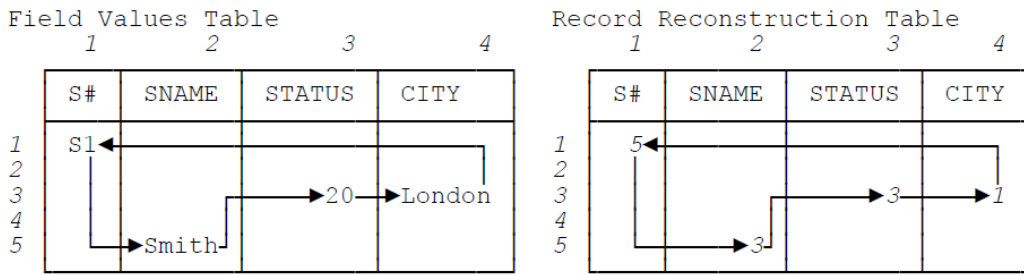 Field Values Table Record Reconstruction Table
1 2 3 4 1 2 3 4
S# SNAME STATUS CITY S# SNAME STATUS CITY
1 S1 1 5
2 2
3 20 London 3 3 1
4 4
5 Smith 5 3